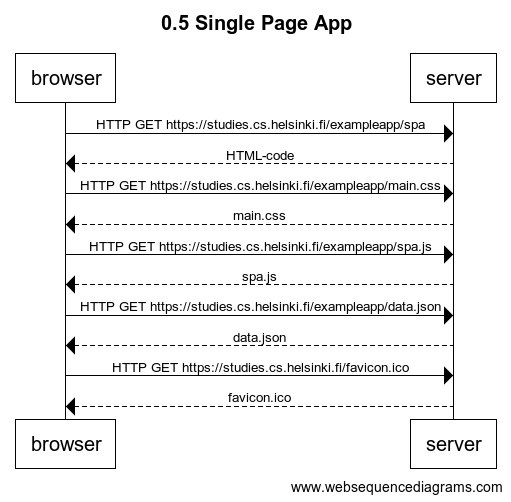 0.5 Single Page App
browser server
HTTP GET https://studies.cs.helsinki.fi/exampleapp/spa
HTML-code
HTTP GET https://studies.cs.helsinki.fi/exampleapp/main.css
main.css
HTTP GET https://studies.cs.helsinki.fi/exampleapp/spa.js
spa.js
HTTP GET https://studies.cs.helsinki.fi/exampleapp/data.json
data.json
HTTP GET https://studies.cs.helsinki.fi/favicon.ico
favicon.ico
browser server
www.websequencediagrams.com